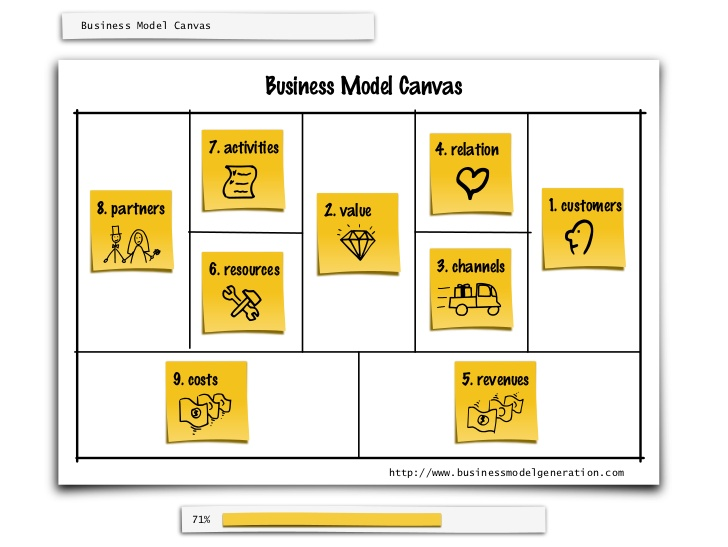 Business Model Canvas
Business Model Canvas
7. activities
4. relation
8. partners
2. value
1. customers
6. resources
3. channels
9. costs
5. revenues
http://www.businessmodelgeneration.com
71%